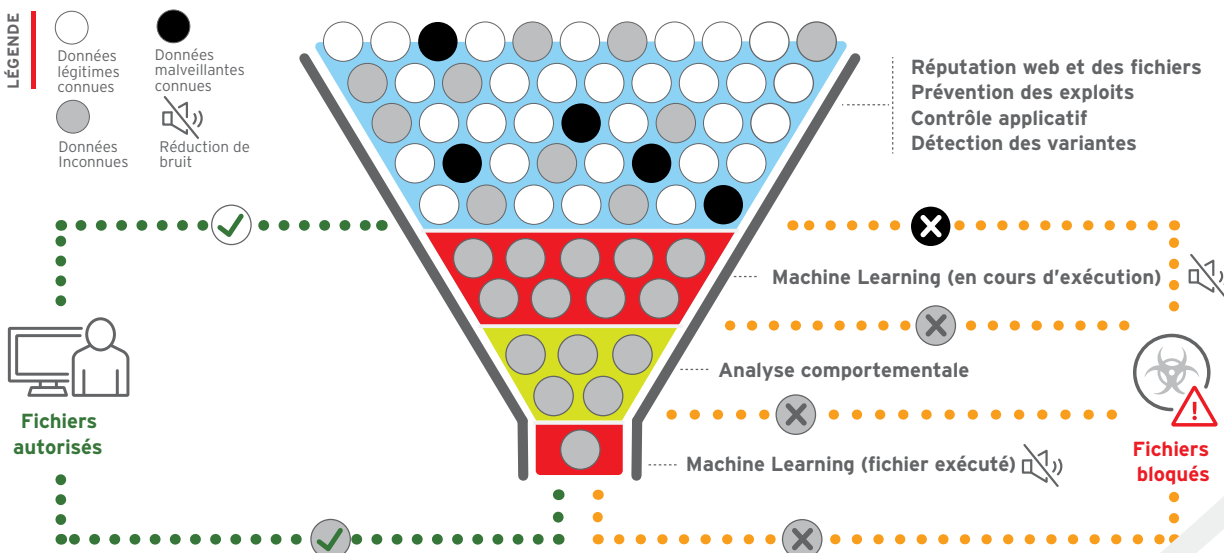 LÉGENDE
Données
légitimes
connues
Données
malveillantes
connues
Données
Inconnues
Réduction de
bruit
Réputation web et des fichiers
Prévention des exploits
Contrôle applicatif
Détection des variantes
Machine Learning (en cours d'exécution)
Analyse comportementale
Machine Learning (fichier exécuté)
Fichiers
autorisés
Fichiers
bloqués